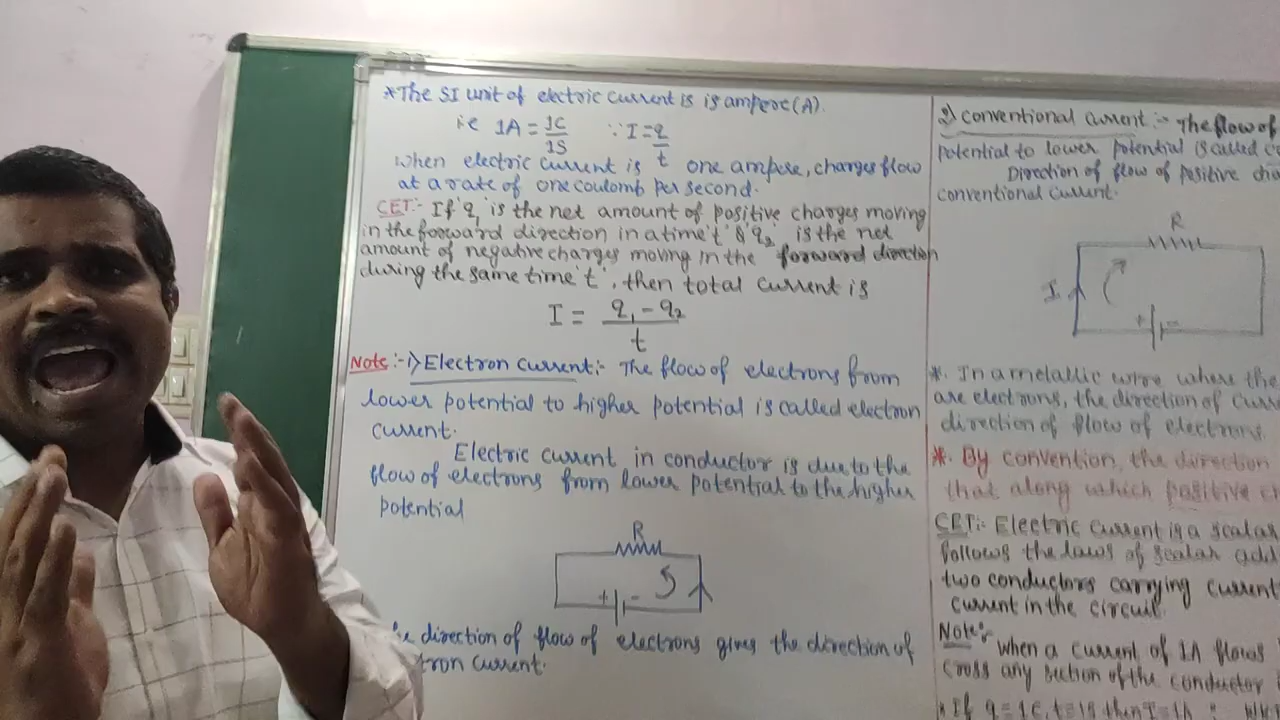 *The SI unit of electric current is is ampere(A).
i.e 1A = 1C/1S ∵ I = q/t
when electric current is one ampere, charges flow
at a rate of one coulomb per second.
CET:- If 'q₁' is the net amount of positive charges moving
in the forward direction in a time 't' & 'q₂' is the net
amount of negative charges moving in the forward direction
during the same time 't', then total current is
I = q₁ - q₂ / t
Note:- 1) Electron current:- The flow of electrons from
lower potential to higher potential is called electron
current.
Electric current in conductor is due to the
flow of electrons from lower potential to the higher
potential
R
+ -
direction of flow of electrons gives the direction of
tron current.
2) conventional current:- The flow of
potential to lower potential is called
Direction of flow of positive
conventional current.
R
I
+ -
*. In a metallic wire where the
are electrons, the direction of
direction of flow of electrons.
*. By convention, the direction
that along which positive
CET:- Electric current is a scalar
follows the laws of scalar
two conductors carrying current
current in the circuit.
Note:-
when a current of 1A flows
cross any section of the conductor
If q = 1C, t = 1s then I = 1A